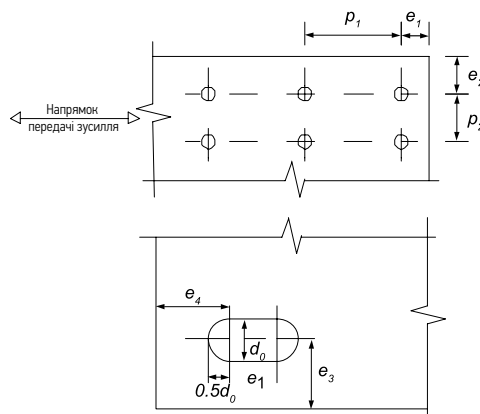 p₁ e₁
e₂
Напрямок
передачі зусилля
p₂
e₄
d₀
e₁
e₃
0.5d₀